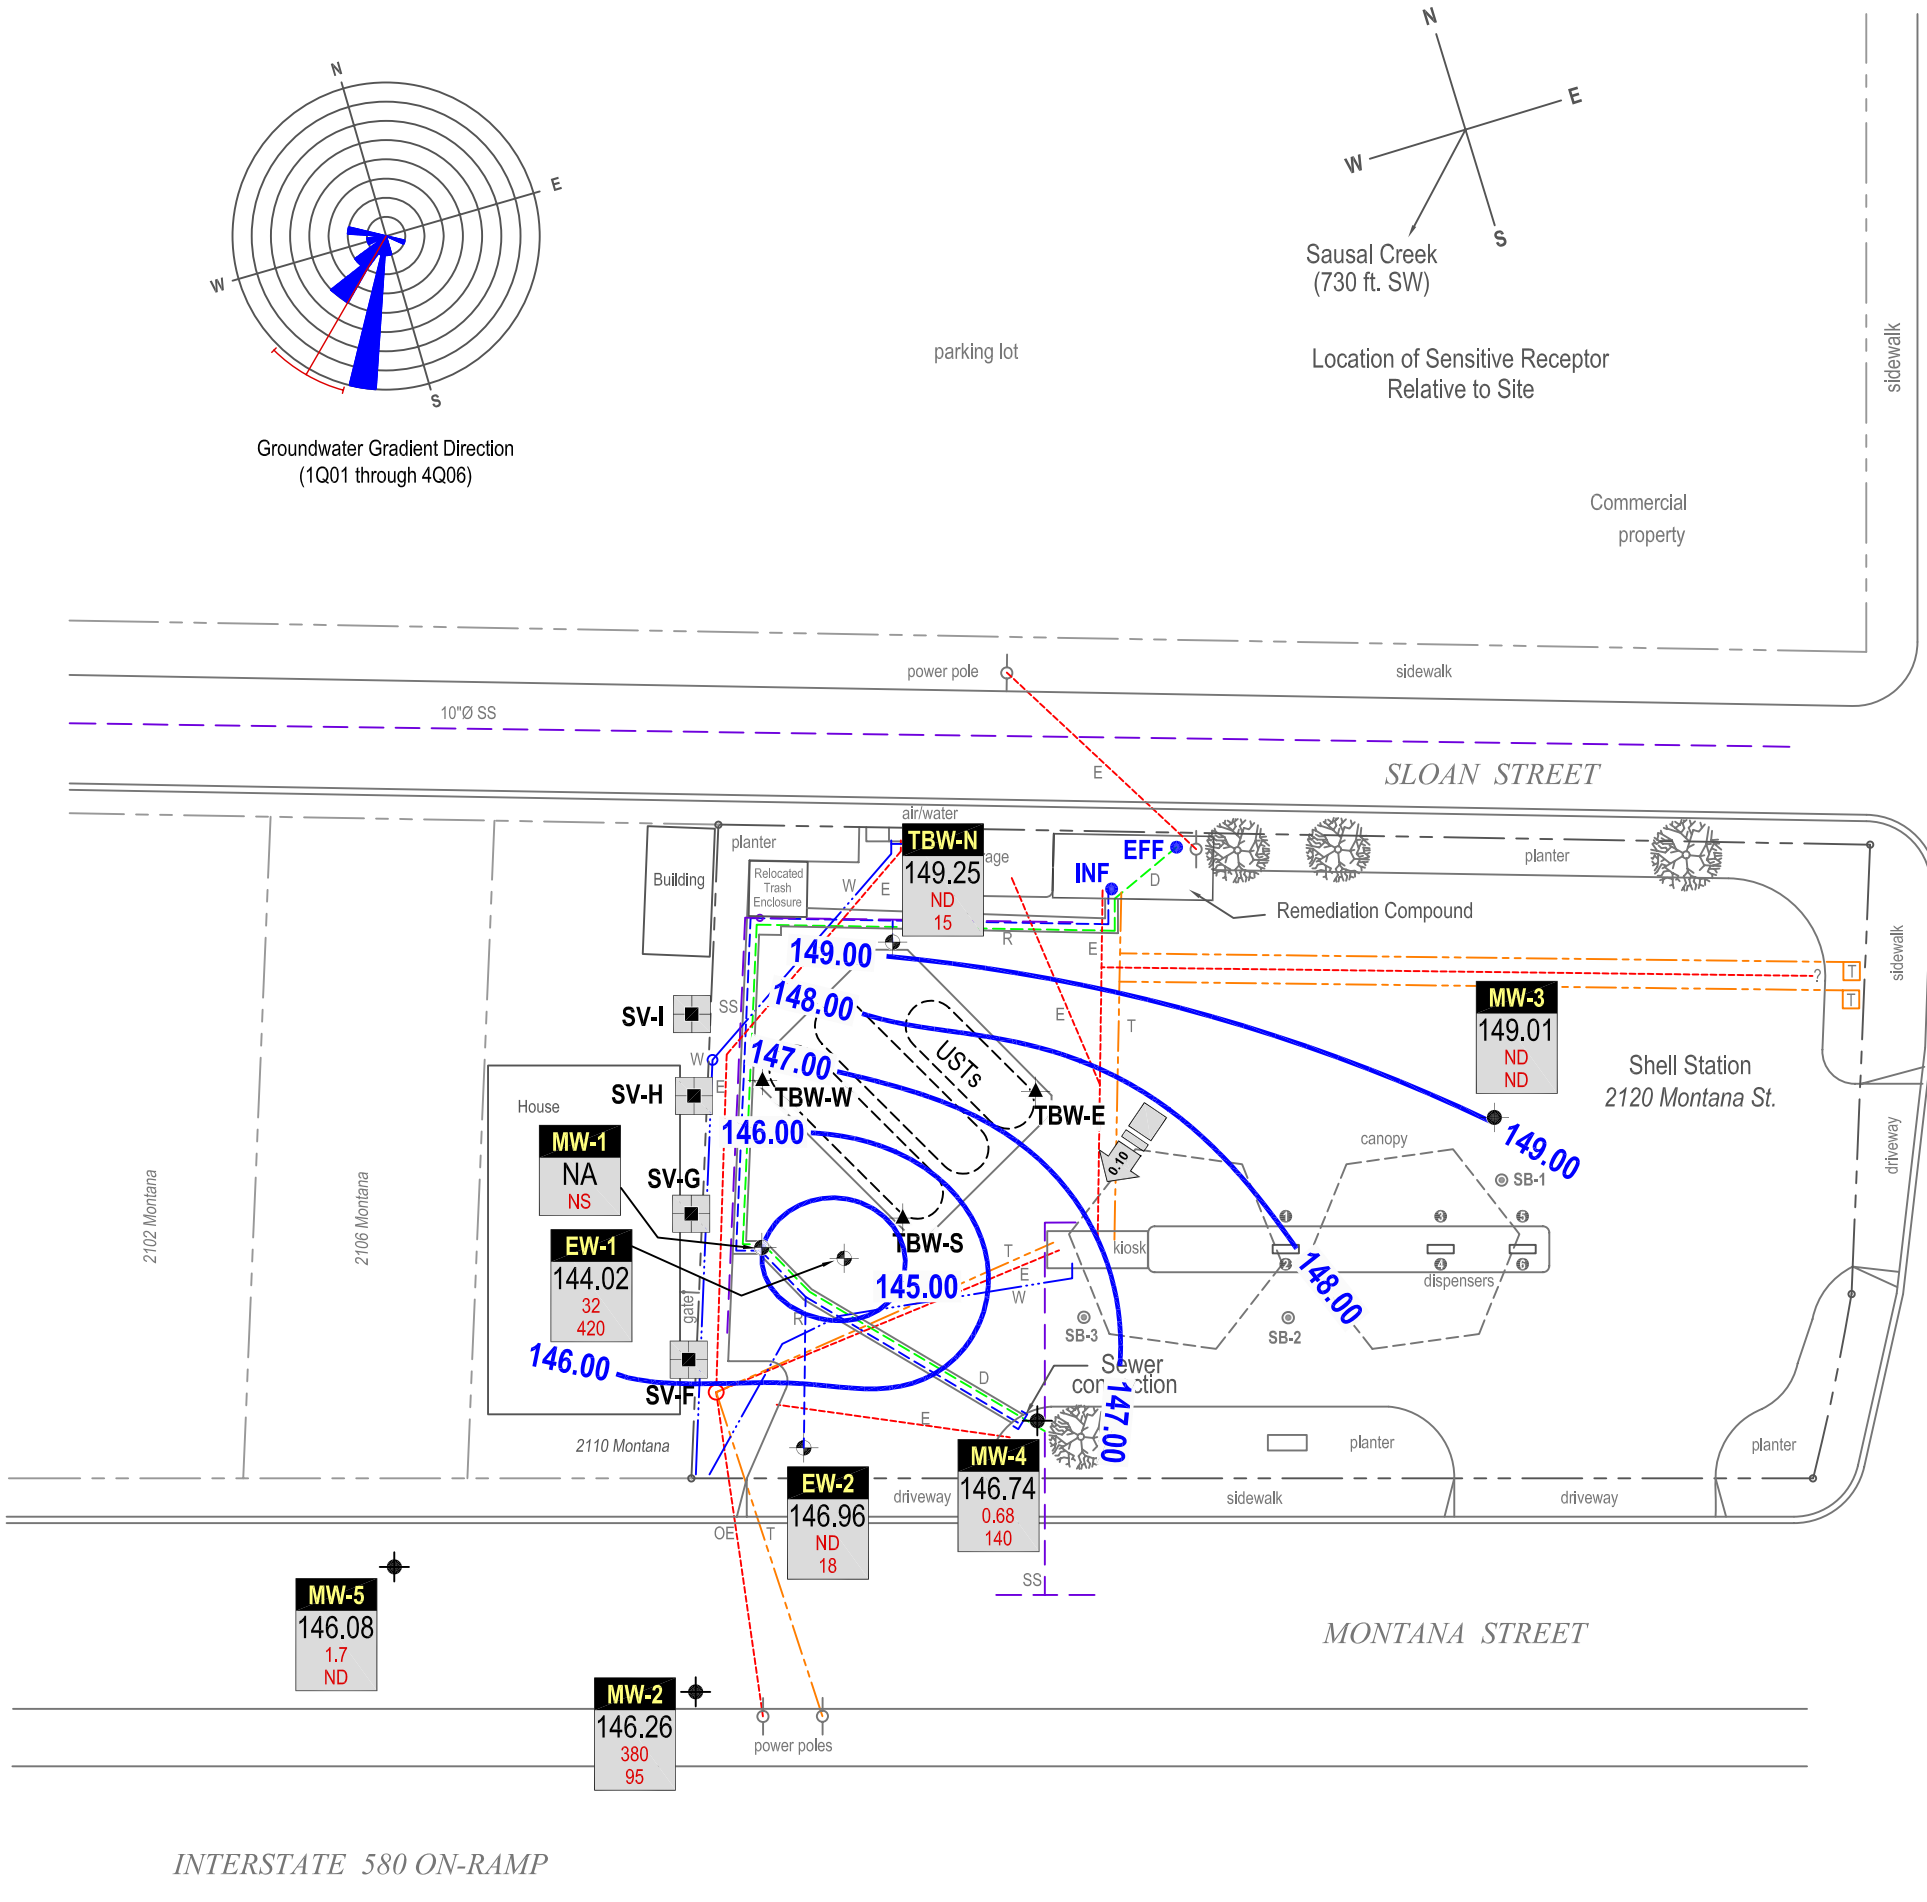 N
E
W
S
Groundwater Gradient Direction
(1Q01 through 4Q06)
N
E
W
S
Sausal Creek
(730 ft. SW)
Location of Sensitive Receptor
Relative to Site
parking lot
sidewalk
Commercial
property
power pole
sidewalk
10"Ø SS
E
SLOAN STREET
air/water
planter
TBW-N
149.25
ND
15
age
EFF
INF
D
planter
Building
Relocated
Trash
Enclosure
W
E
Remediation Compound
R
E
sidewalk
149.00
148.00
147.00
146.00
145.00
146.00
149.00
148.00
147.00
SV-I
SS
W
SV-H
E
TBW-W
USTs
E
T
TBW-E
?
T
T
MW-3
149.01
ND
ND
Shell Station
2120 Montana St.
driveway
House
MW-1
NA
NS
SV-G
0.10
canopy
SB-1
EW-1
144.02
32
420
TBW-S
T
E
W
kiosk
1
2
3
4
5
6
dispensers
gate
R
SB-3
SB-2
SV-F
D
Sewer
connection
E
2102 Montana
2106 Montana
2110 Montana
planter
planter
EW-2
146.96
ND
18
driveway
MW-4
146.74
0.68
140
sidewalk
driveway
OE
T
SS
MW-5
146.08
1.7
ND
MONTANA STREET
MW-2
146.26
380
95
power poles
INTERSTATE 580 ON-RAMP